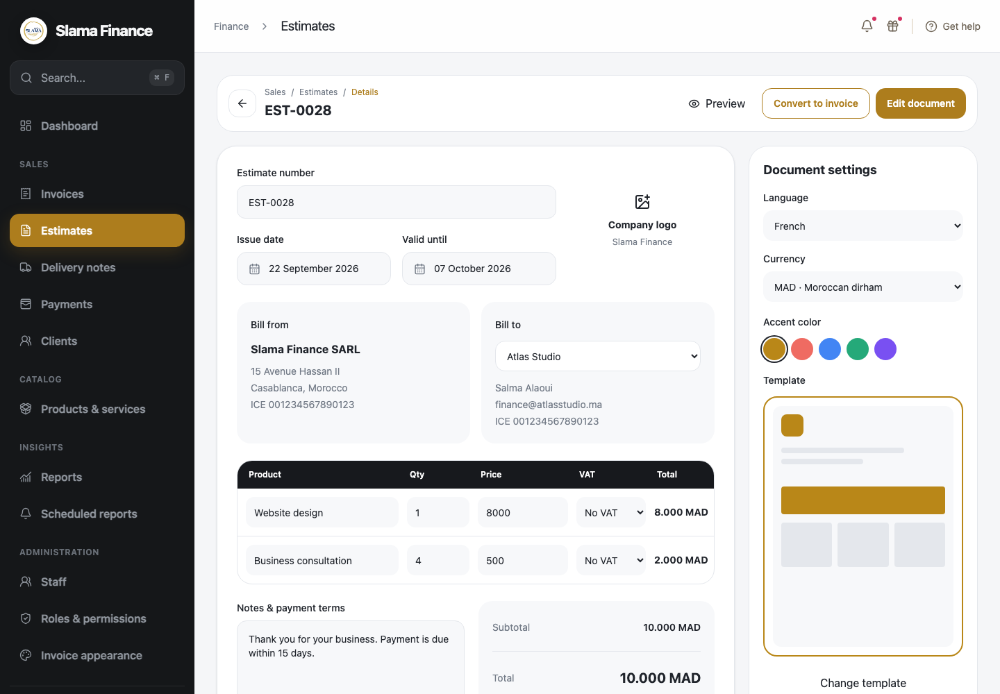 SLAMA
Slama Finance
Search...
⌘ F
Dashboard
SALES
Invoices
Estimates
Delivery notes
Payments
Clients
CATALOG
Products & services
INSIGHTS
Reports
Scheduled reports
ADMINISTRATION
Staff
Roles & permissions
Invoice appearance
Finance
Estimates
Get help
Sales / Estimates / Details
EST-0028
Preview
Convert to invoice
Edit document
Estimate number
EST-0028
Company logo
Slama Finance
Issue date
Valid until
22 September 2026
07 October 2026
Bill from
Slama Finance SARL
15 Avenue Hassan II
Casablanca, Morocco
ICE 001234567890123
Bill to
Atlas Studio
Salma Alaoui
finance@atlasstudio.ma
ICE 001234567890123
Product Qty Price VAT Total
Website design 1 8000 No VAT 8.000 MAD
Business consultation 4 500 No VAT 2.000 MAD
Notes & payment terms
Thank you for your business. Payment is due
within 15 days.
Subtotal 10.000 MAD
Total 10.000 MAD
Document settings
Language
French
Currency
MAD · Moroccan dirham
Accent color
Template
Change template